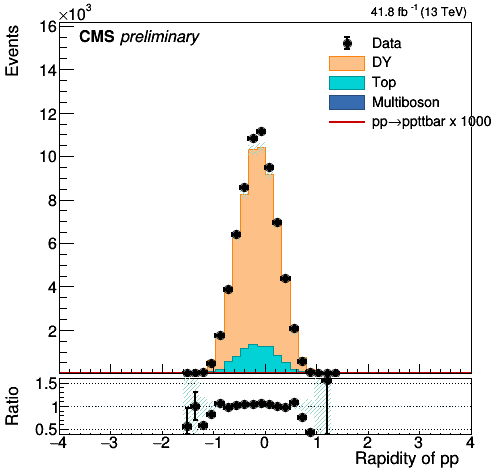 41.8 fb⁻¹ (13 TeV)
×10³
CMS preliminary
Events
16
14
12
10
8
6
4
2
Data
DY
Top
Multiboson
pp→ppttbar x 1000
Ratio
1.5
1
0.5
−4 −3 −2 −1 0 1 2 3 4
Rapidity of pp